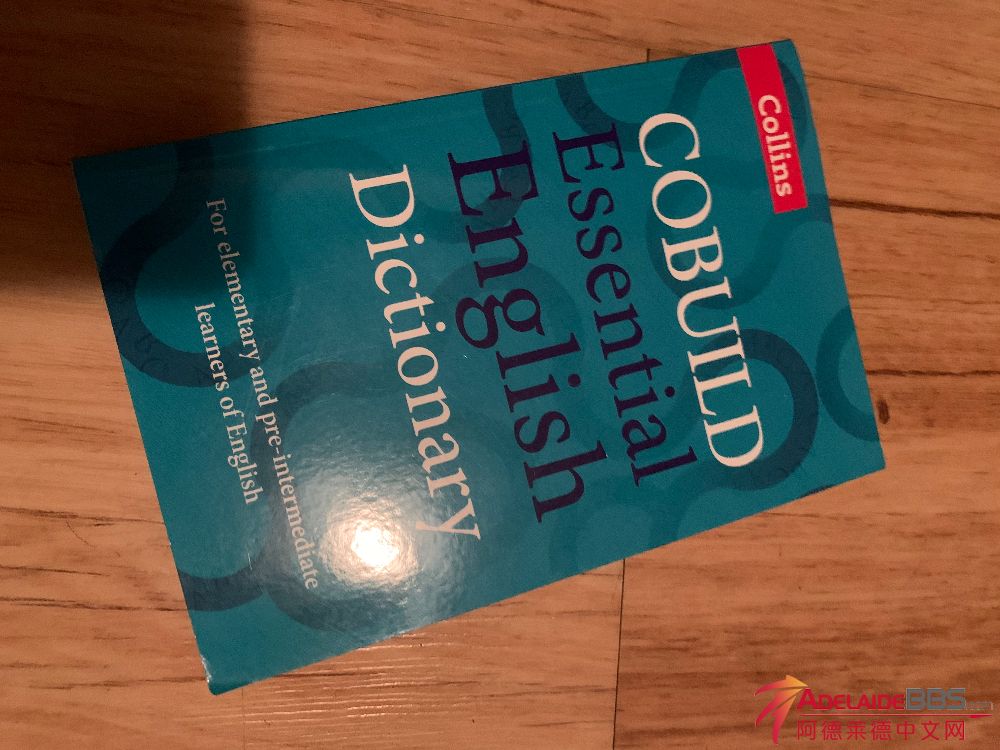 Collins
COBUILD
Essential
English
Dictionary
For elementary and pre-intermediate
learners of English
ADELAIDEBBS
阿德莱德中文网